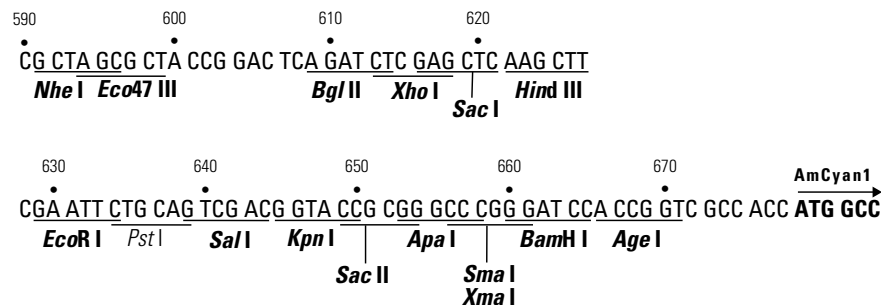 590 600 610 620
CG CTA GCG CTA CCG GAC TCA GAT CTC GAG CTC AAG CTT
Nhe I Eco47 III Bgl II Xho I Hind III
Sac I
630 640 650 660 670
AmCyan1
CGA ATT CTG CAG TCG ACG GTA CCG CGG GCC CGG GAT CCA CCG GTC GCC ACC ATG GCC
EcoR I Pst I Sal I Kpn I Apa I BamH I Age I
Sac II Sma I
Xma I